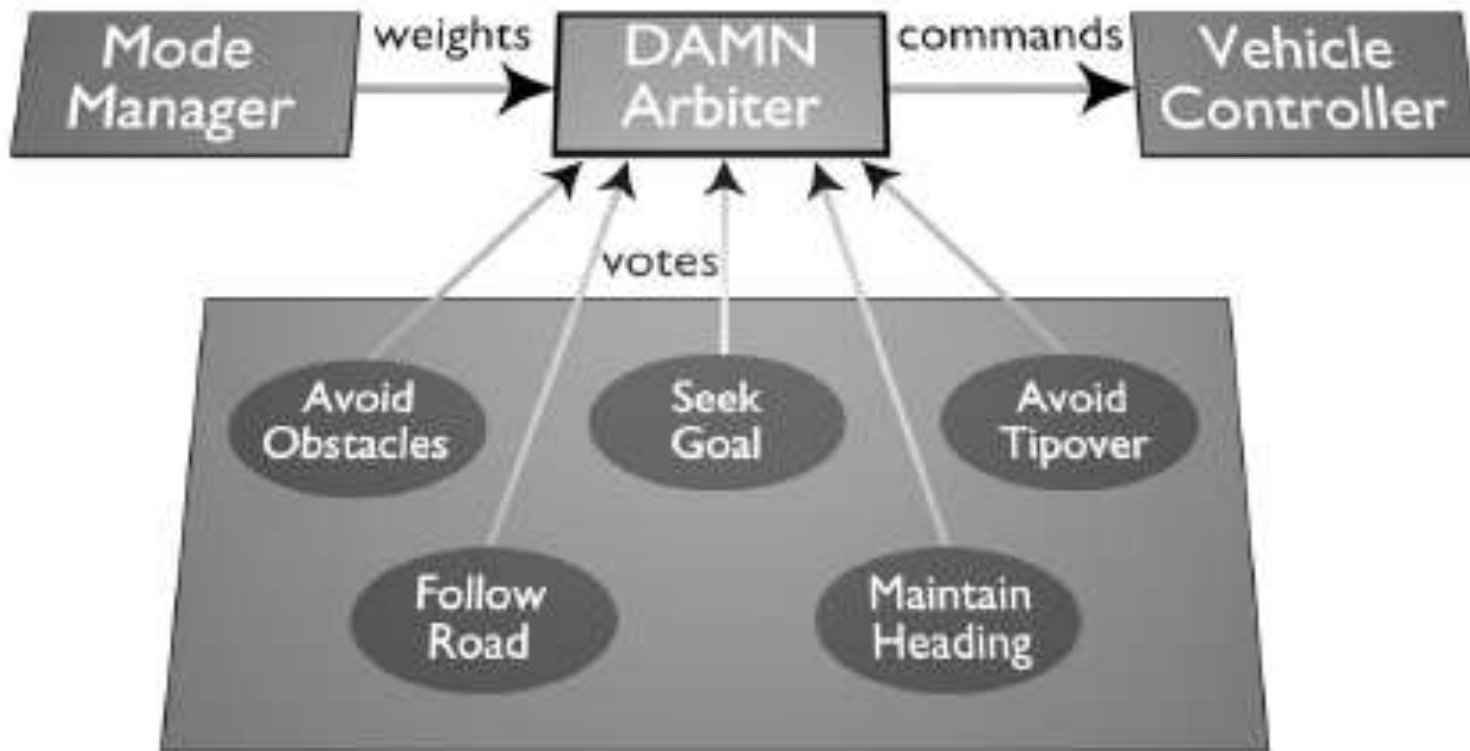 Mode
Manager
weights
DAMN
Arbiter
commands
Vehicle
Controller
votes
Avoid
Obstacles
Seek
Goal
Avoid
Tipover
Follow
Road
Maintain
Heading